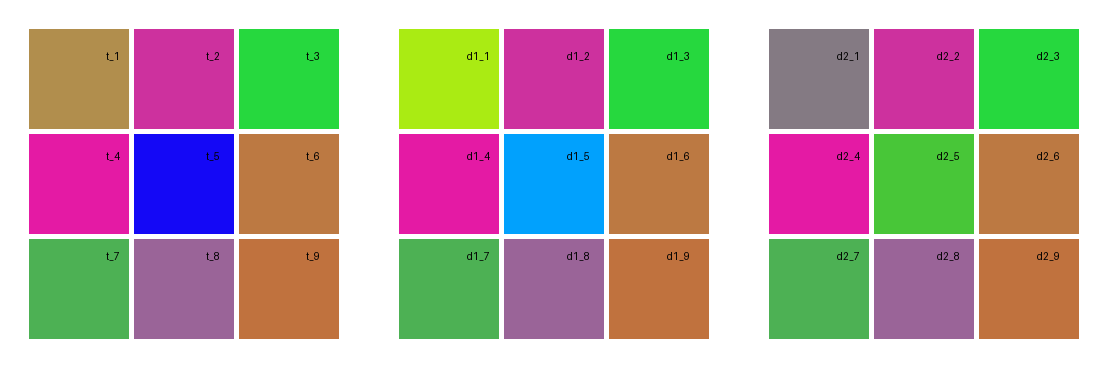 t_1 t_2 t_3 d1_1 d1_2 d1_3 d2_1 d2_2 d2_3
t_4 t_5 t_6 d1_4 d1_5 d1_6 d2_4 d2_5 d2_6
t_7 t_8 t_9 d1_7 d1_8 d1_9 d2_7 d2_8 d2_9